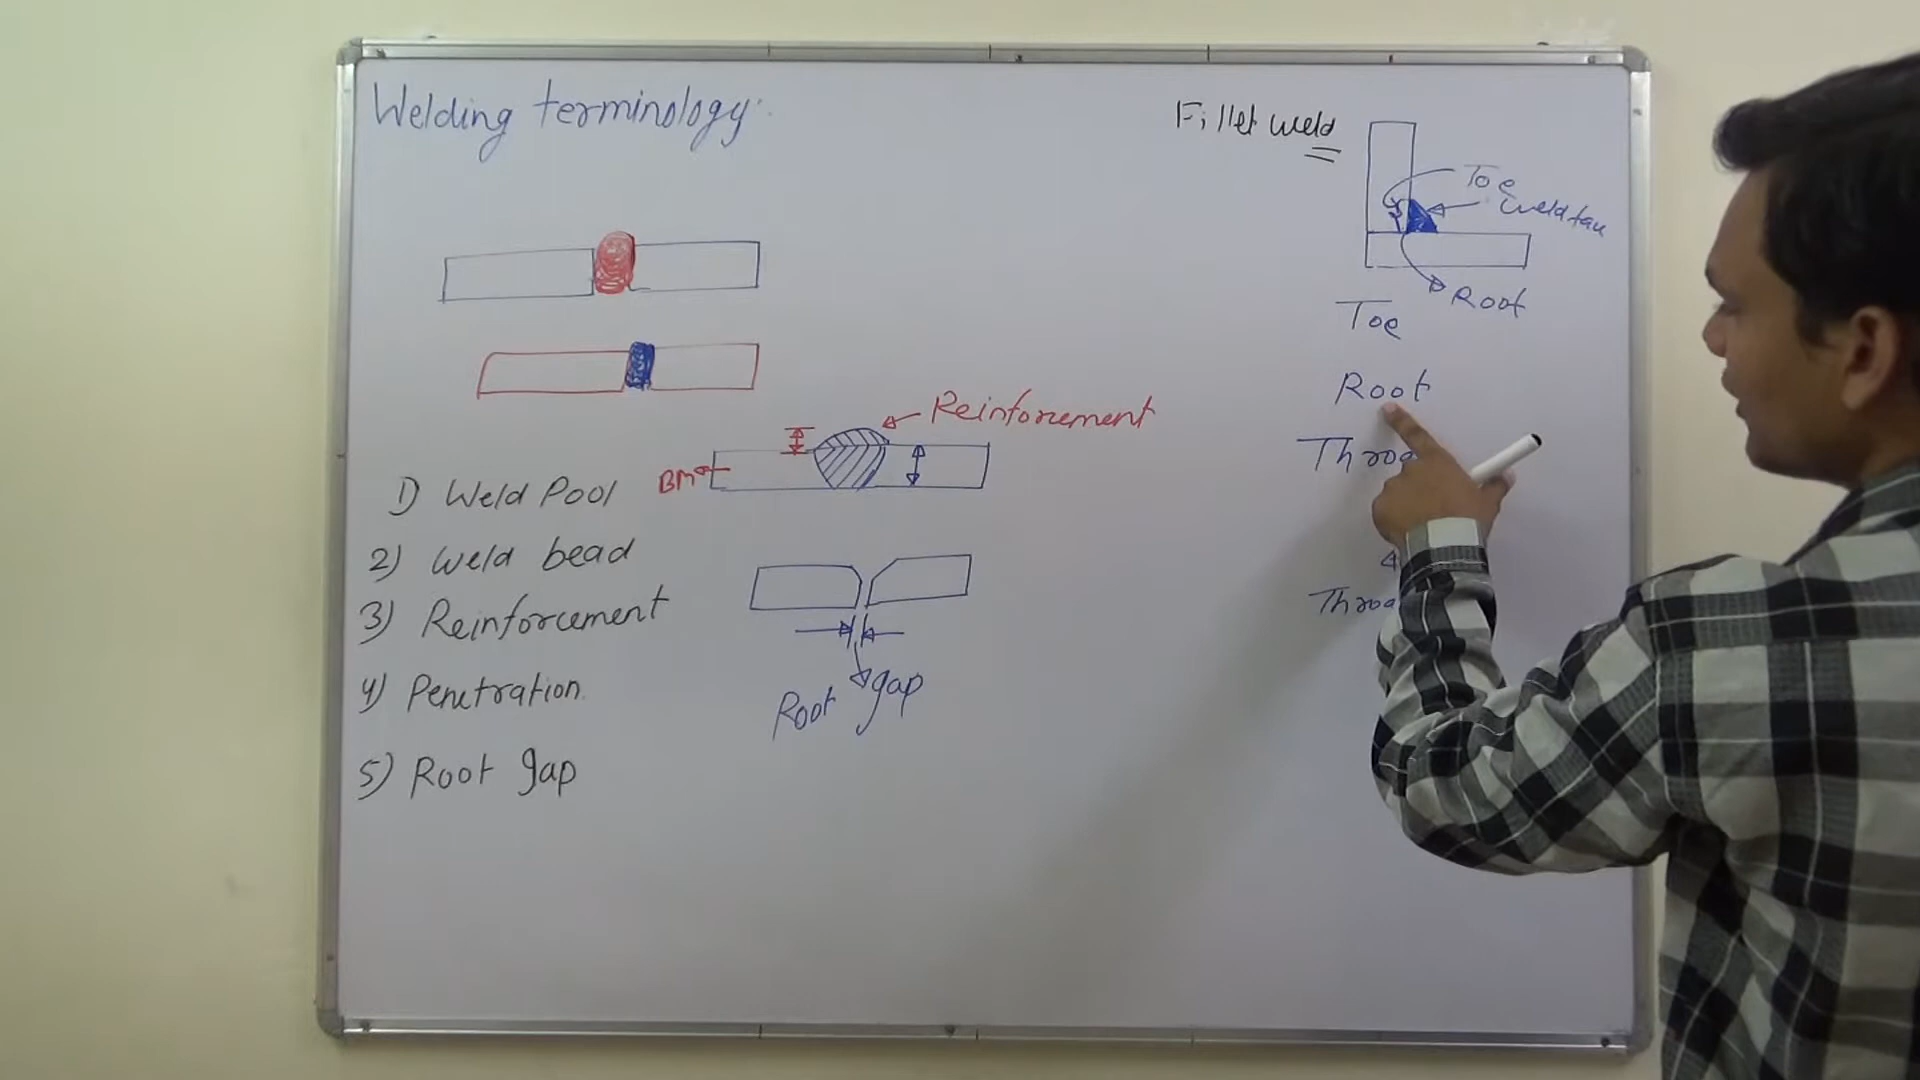 Welding terminology:
Fillet weld
Toe
Weld face
Root
Toe
Root
Reinforcement
BM
1) Weld Pool
2) Weld bead
3) Reinforcement
4) Penetration
5) Root gap
Root gap